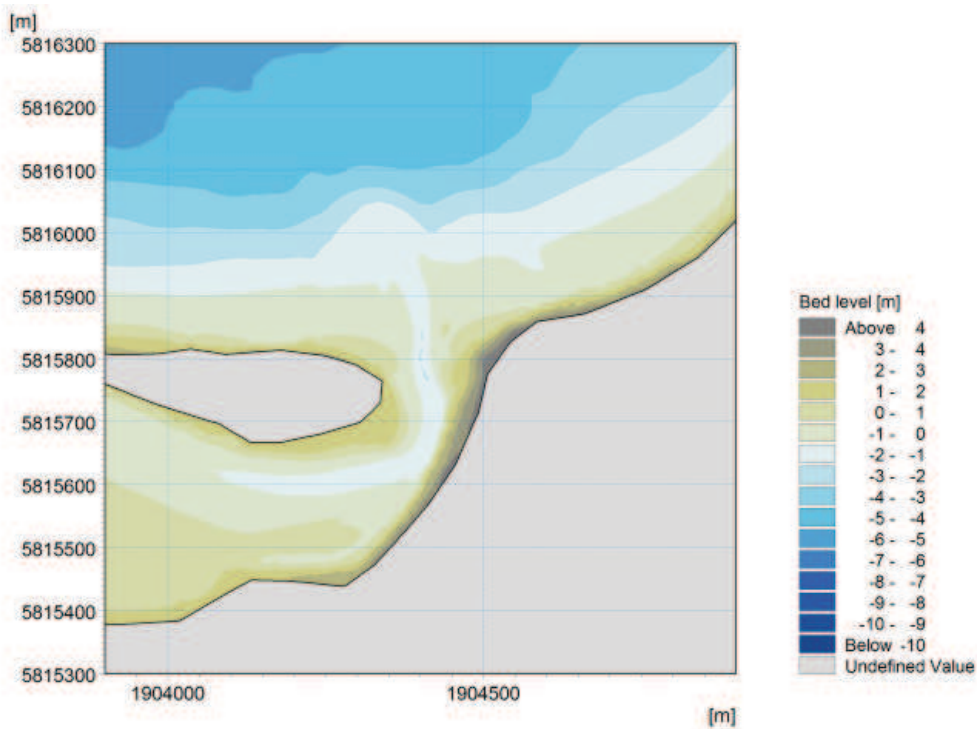 [m]
5816300
5816200
5816100
5816000
5815900
5815800
5815700
5815600
5815500
5815400
5815300
1904000 1904500
[m]
Bed level [m]
Above 4
3 - 4
2 - 3
1 - 2
0 - 1
-1 - 0
-2 - -1
-3 - -2
-4 - -3
-5 - -4
-6 - -5
-7 - -6
-8 - -7
-9 - -8
-10 - -9
Below -10
Undefined Value